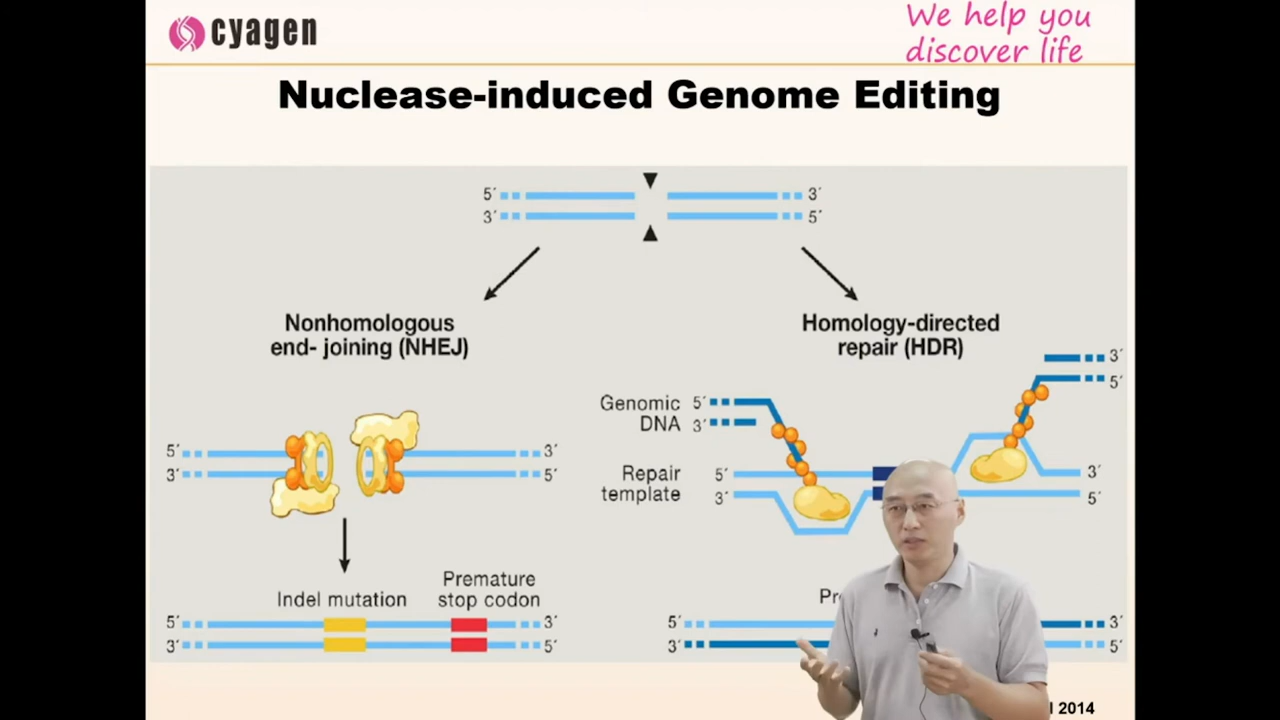 cyagen
We help you
discover life
Nuclease-induced Genome Editing
5´ 3´
3´ 5´
Nonhomologous
end- joining (NHEJ)
Homology-directed
repair (HDR)
3´
5´
Genomic 5´
DNA 3´
5´ 3´
3´ 5´
Repair 5´ 3´
template 3´ 5´
Indel mutation
Premature
stop codon
5´ 3´
3´ 5´
5´ 3´
3´ 5´
2014